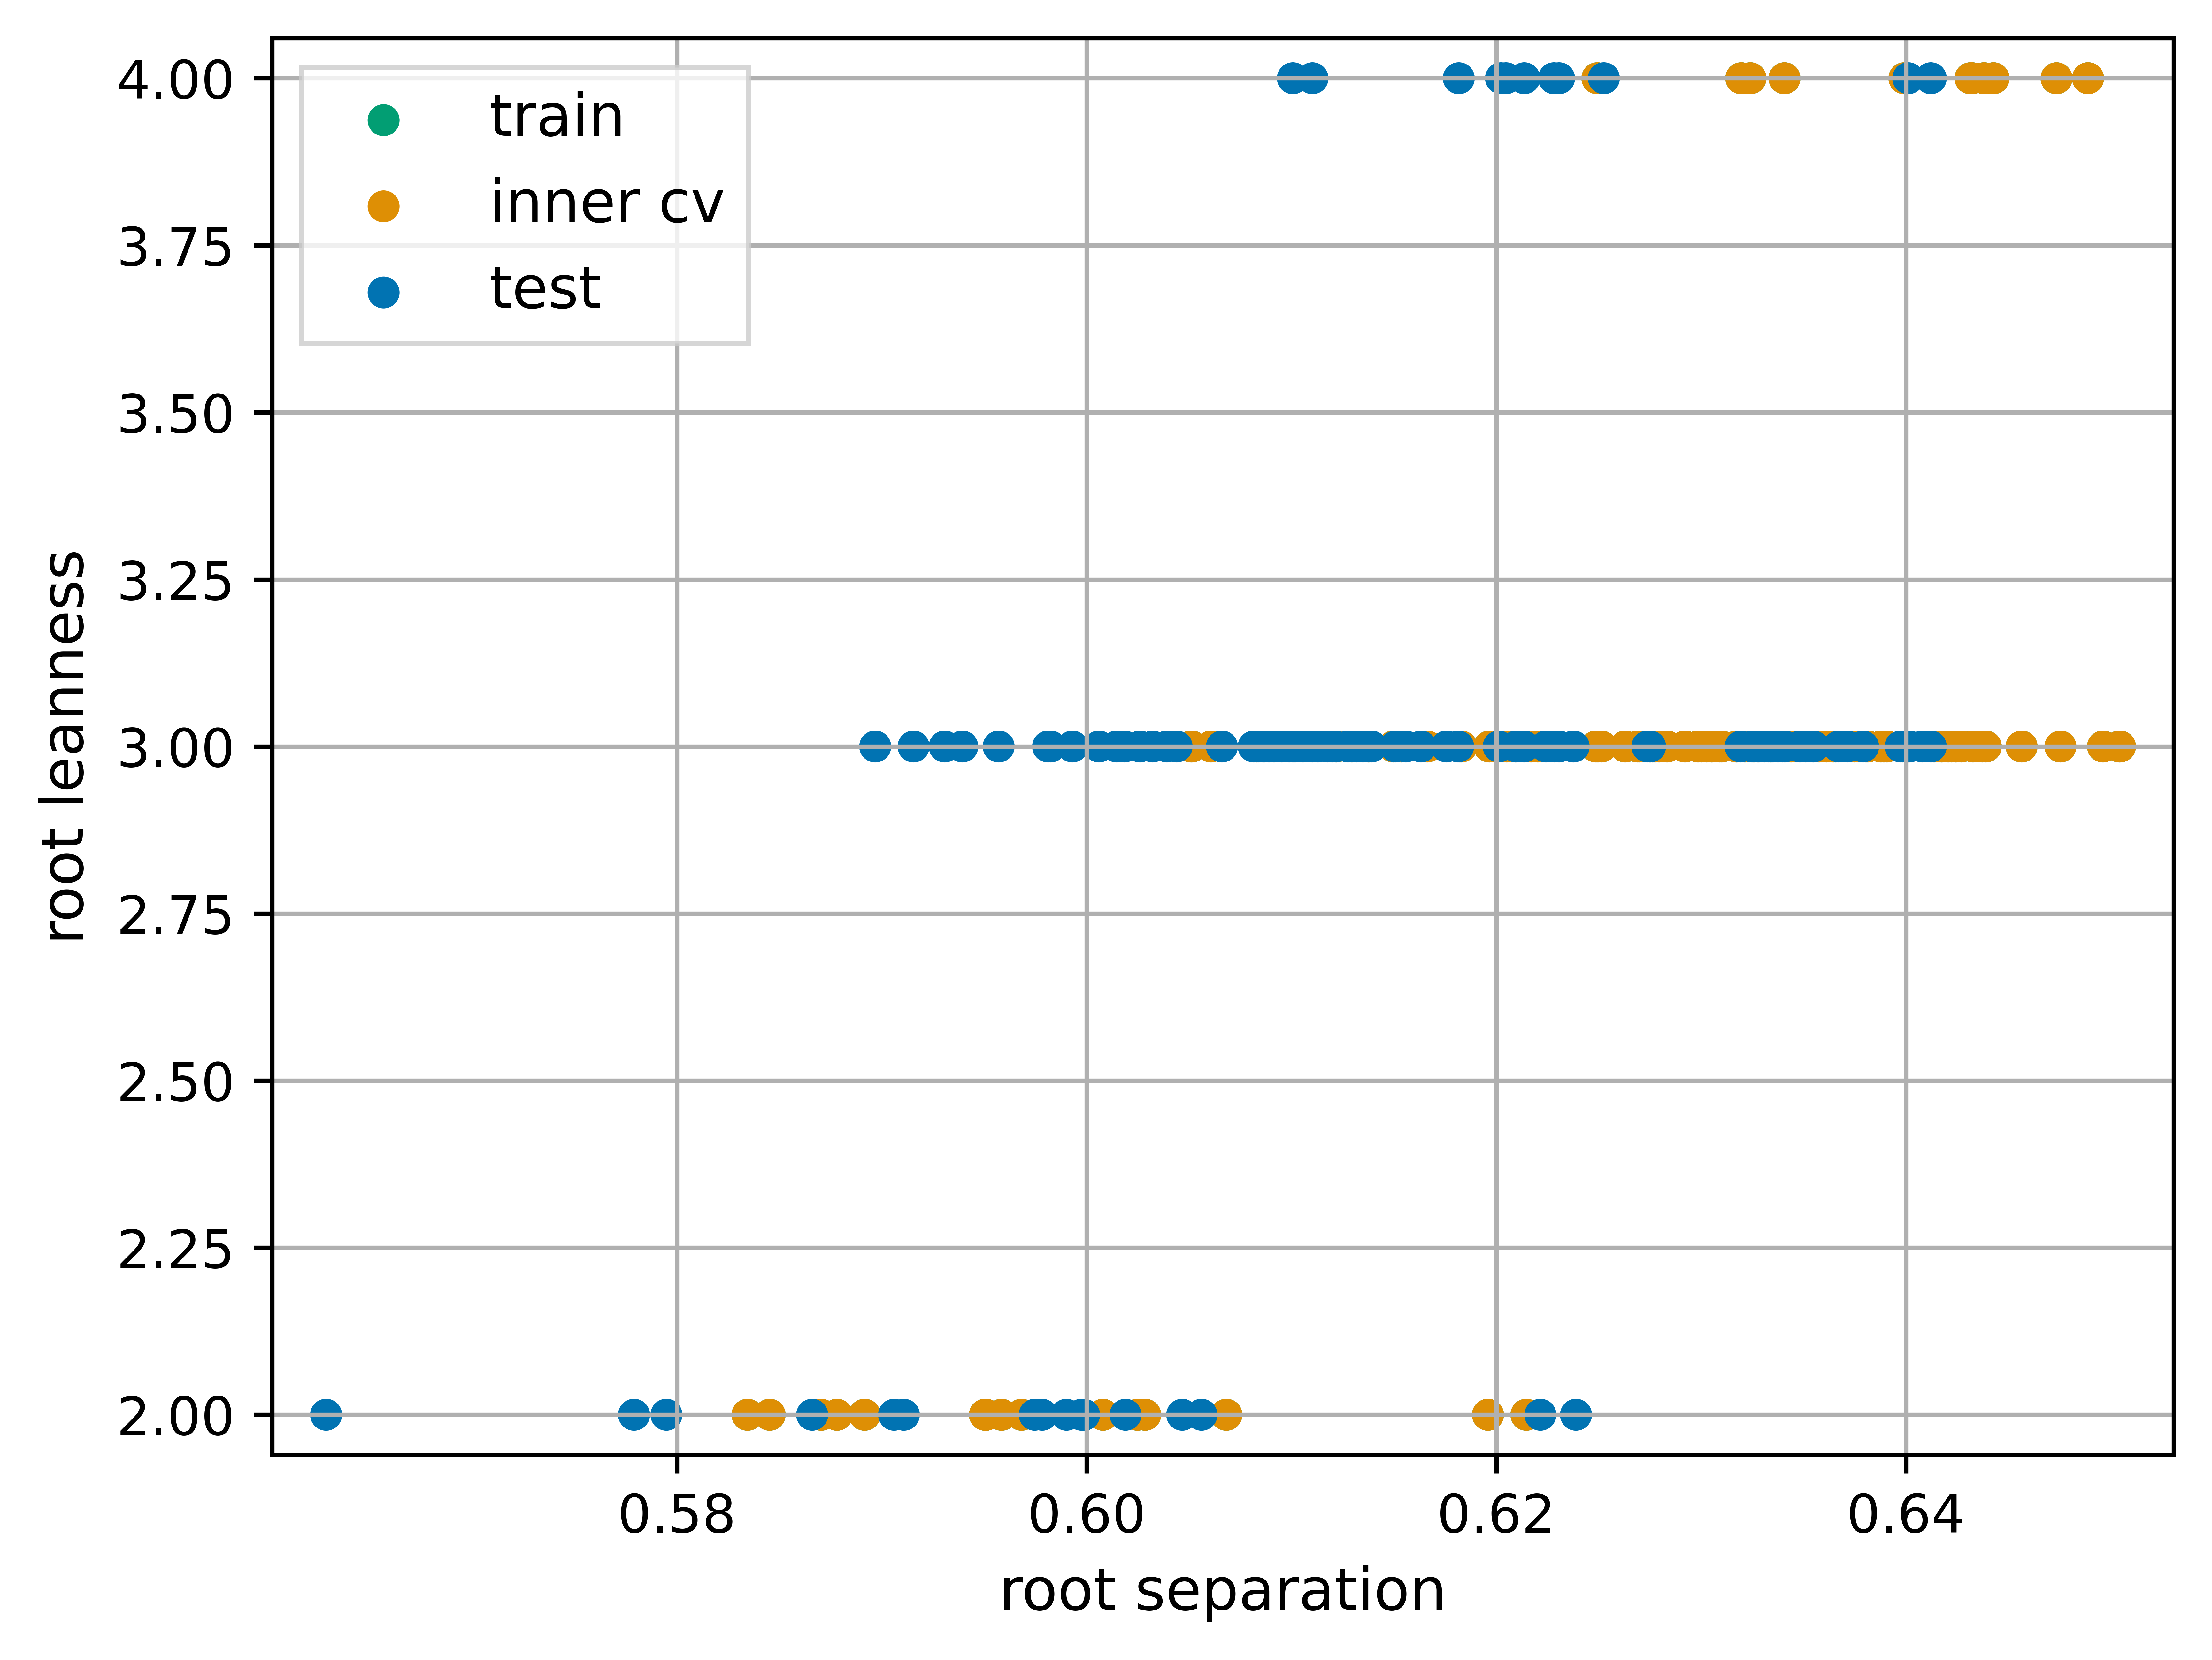 train
inner cv
test
4.00
3.75
3.50
3.25
3.00
2.75
2.50
2.25
2.00
root leanness
0.58 0.60 0.62 0.64
root separation